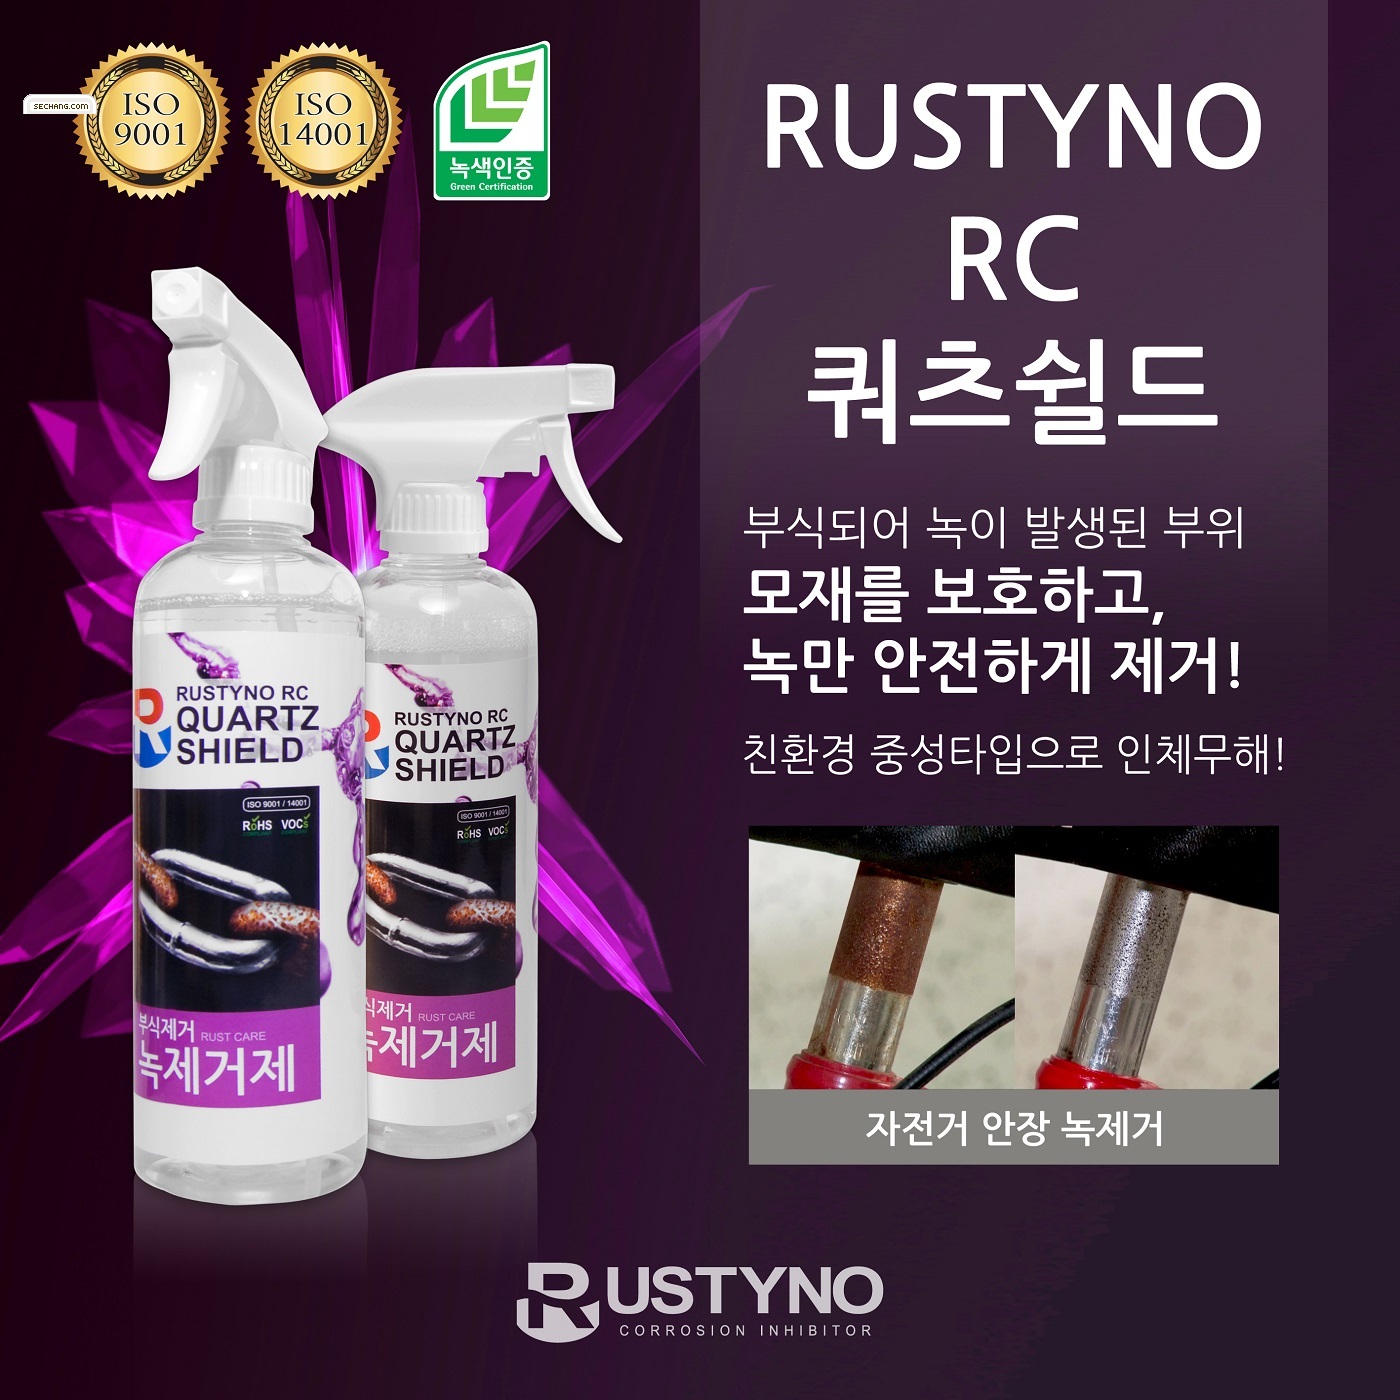 SECHANG.COM
ISO
9001
ISO
14001
녹색인증
Green Certification
RUSTYNO
RC
쿼츠쉴드
부식되어 녹이 발생된 부위
모재를 보호하고,
녹만 안전하게 제거!
친환경 중성타입으로 인체무해!
R RUSTYNO RC
QUARTZ
SHIELD
ISO 9001 / 14001
RoHS VOCs
부식제거 RUST CARE
녹제거제
R RUSTYNO RC
QUARTZ
SHIELD
ISO 9001 / 14001
RoHS VOCs
식제거 RUST CARE
녹제거제
자전거 안장 녹제거
RUSTYNO
CORROSION INHIBITOR